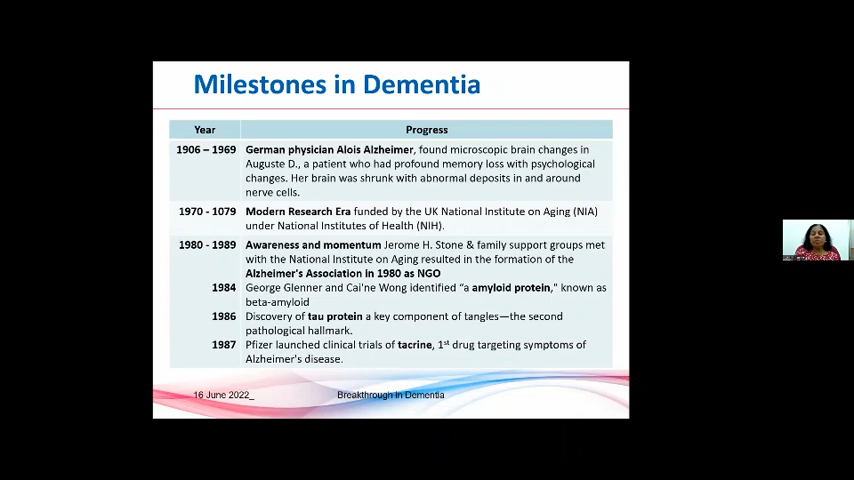 Milestones in Dementia
Year Progress
1906 – 1969 German physician Alois Alzheimer, found microscopic brain changes in
Auguste D., a patient who had profound memory loss with psychological
changes. Her brain was shrunk with abnormal deposits in and around
nerve cells.
1970 - 1079 Modern Research Era funded by the UK National Institute on Aging (NIA)
under National Institutes of Health (NIH).
1980 - 1989 Awareness and momentum Jerome H. Stone & family support groups met
with the National Institute on Aging resulted in the formation of the
Alzheimer's Association in 1980 as NGO
1984 George Glenner and Cai'ne Wong identified “a amyloid protein," known as
beta-amyloid
1986 Discovery of tau protein a key component of tangles—the second
pathological hallmark.
1987 Pfizer launched clinical trials of tacrine, 1st drug targeting symptoms of
Alzheimer's disease.
16 June 2022_ Breakthrough in Dementia